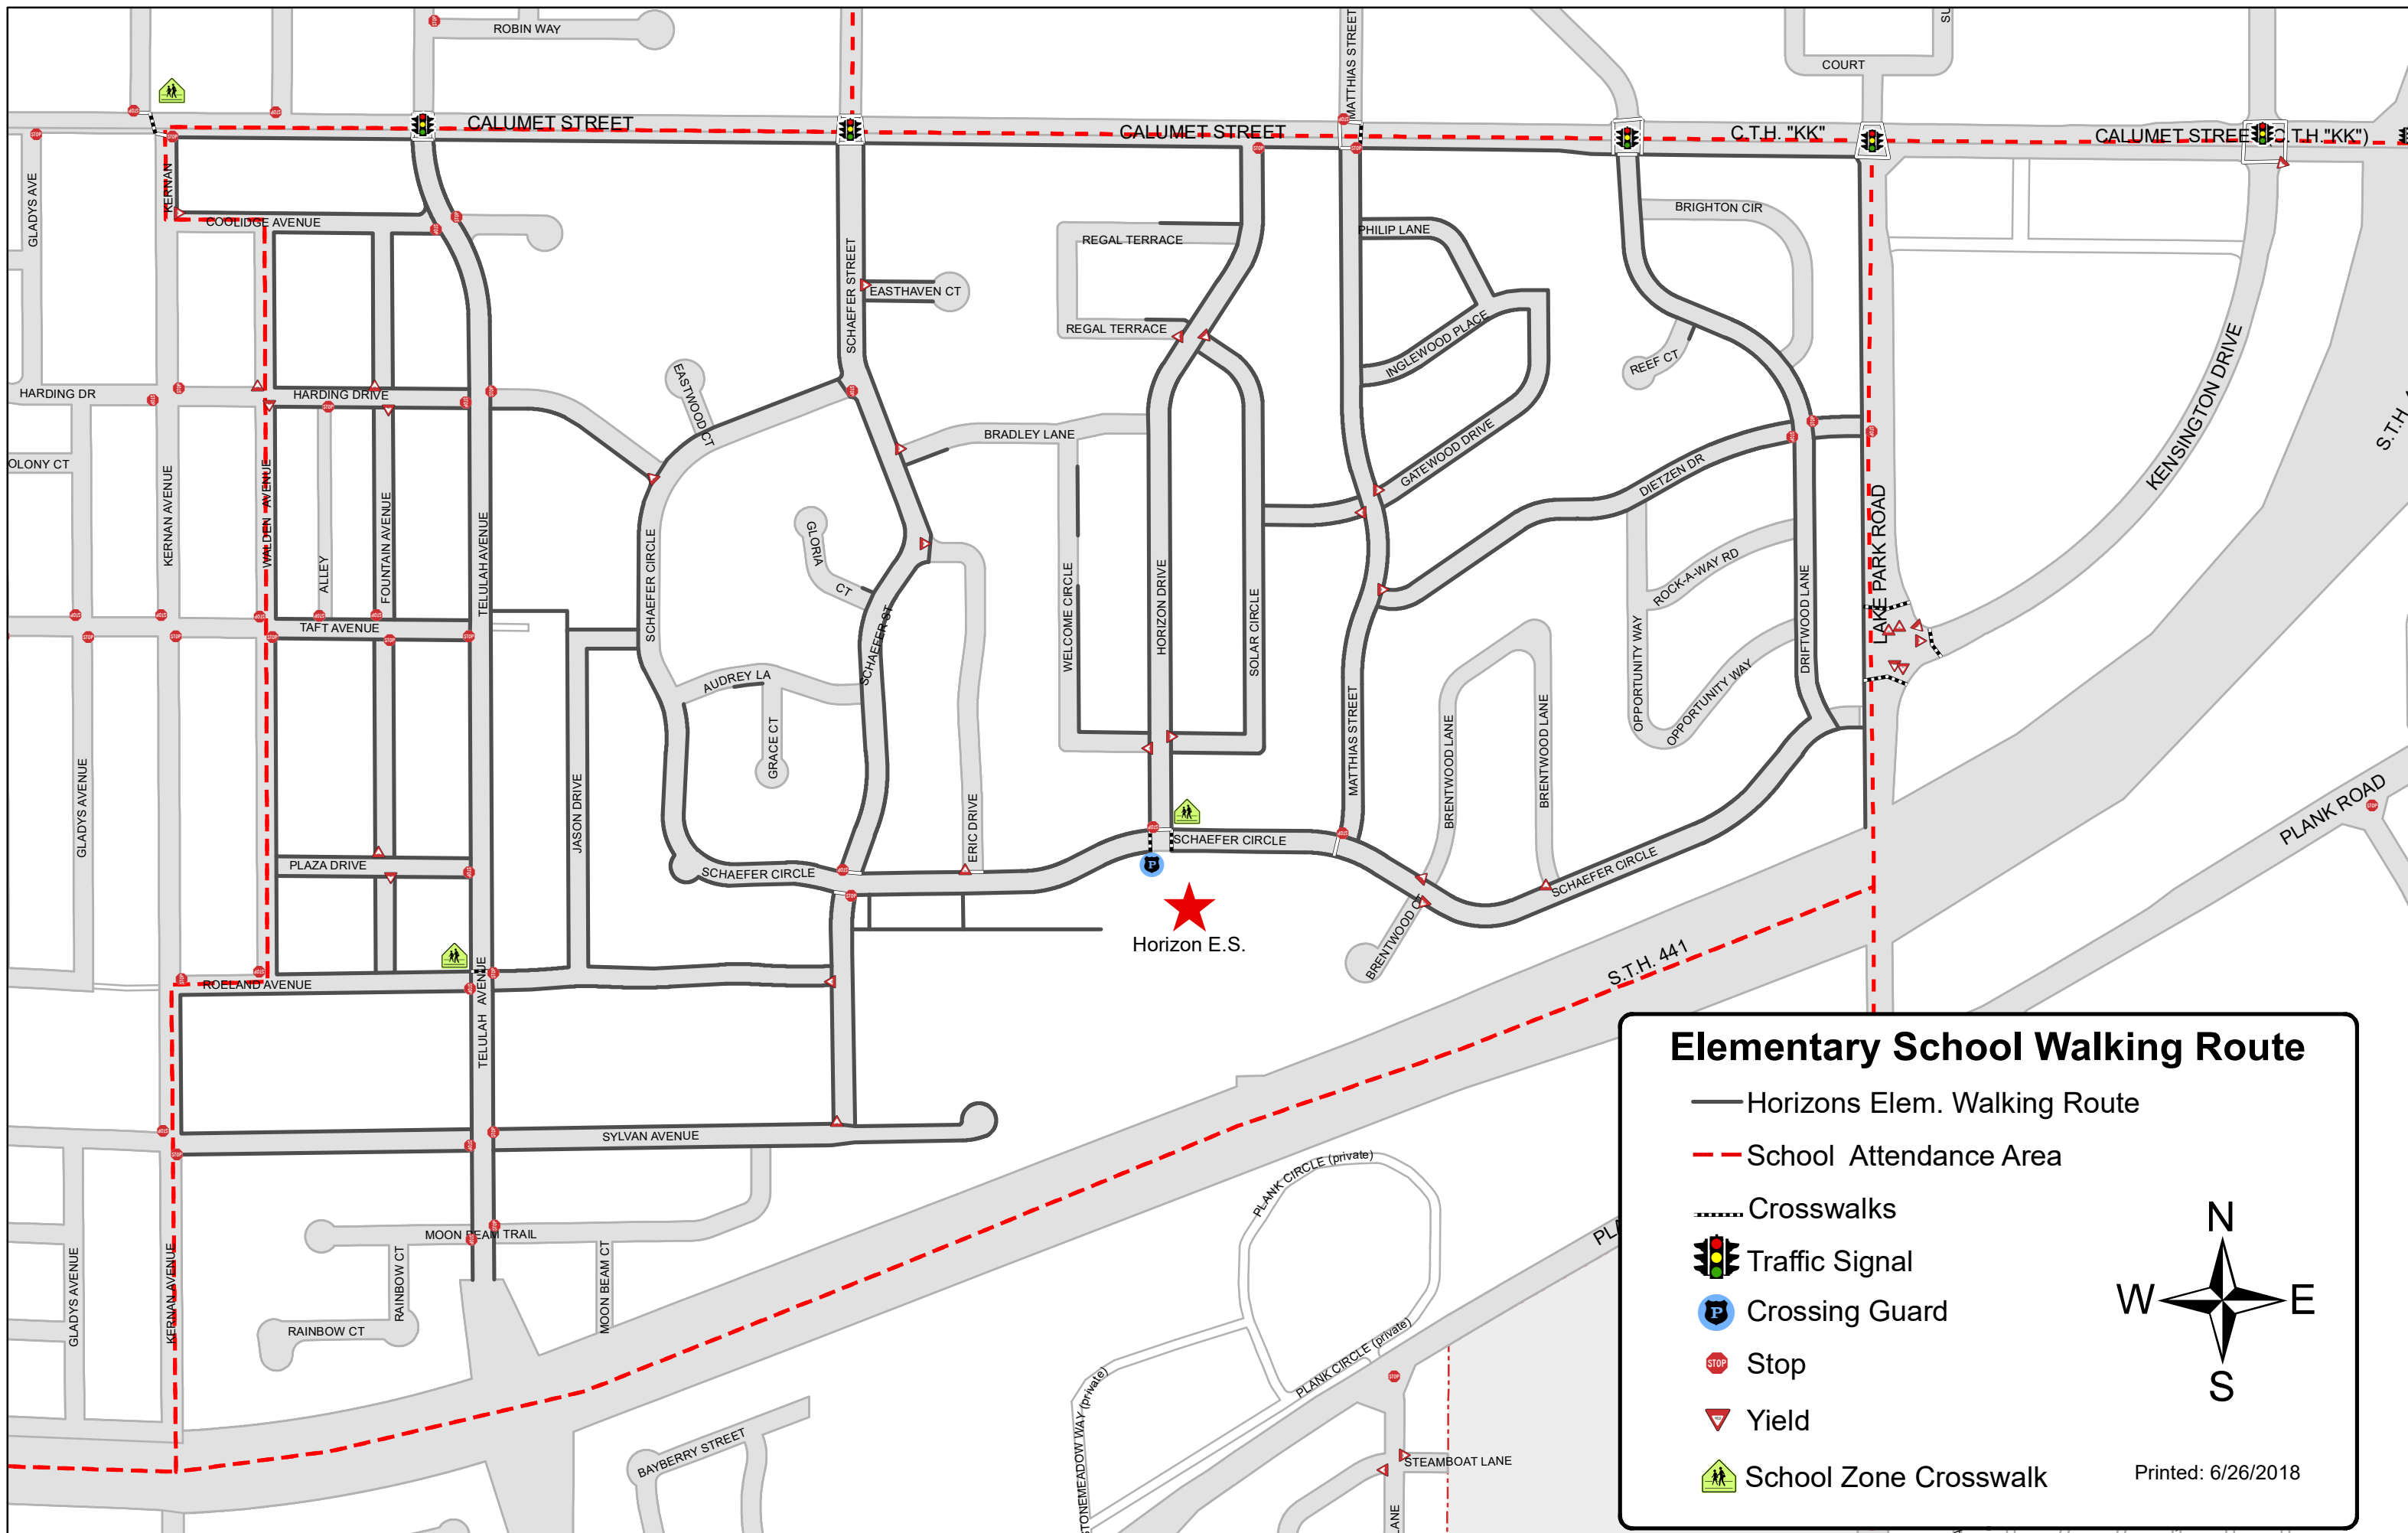 ROBIN WAY
MATTHIAS STREET
SU
COURT
CALUMET STREET
CALUMET STREET
C.T.H. "KK"
CALUMET STREET (C.T.H."KK")
GLADYS AVE
KERNAN
COOLIDGE AVENUE
SCHAEFER STREET
EASTHAVEN CT
REGAL TERRACE
REGAL TERRACE
PHILIP LANE
BRIGHTON CIR
INGLEWOOD PLACE
REEF CT
KENSINGTON DRIVE
S.T.H. 4
HARDING DR
HARDING DRIVE
EASTWOOD CT
BRADLEY LANE
GATEWOOD DRIVE
DIETZEN DR
OLONY CT
KERNAN AVENUE
WALDEN AVENUE
ALLEY
FOUNTAIN AVENUE
TELULAH AVENUE
SCHAEFER CIRCLE
GLORIA
CT
SCHAEFER ST
WELCOME CIRCLE
HORIZON DRIVE
SOLAR CIRCLE
ROCK-A-WAY RD
OPPORTUNITY WAY
OPPORTUNITY WAY
DRIFTWOOD LANE
LAKE PARK ROAD
TAFT AVENUE
AUDREY LA
GRACE CT
MATTHIAS STREET
BRENTWOOD LANE
BRENTWOOD LANE
GLADYS AVENUE
JASON DRIVE
ERIC DRIVE
PLANK ROAD
PLAZA DRIVE
SCHAEFER CIRCLE
SCHAEFER CIRCLE
SCHAEFER CIRCLE
BRENTWOOD CT
Horizon E.S.
S.T.H. 441
ROELAND AVENUE
TELULAH AVENUE
SYLVAN AVENUE
MOON BEAM TRAIL
RAINBOW CT
RAINBOW CT
MOON BEAM CT
GLADYS AVENUE
KERNAN AVENUE
PLANK CIRCLE (private)
PLANK CIRCLE (private)
PLA
STONEMEADOW WAY (private)
BAYBERRY STREET
STEAMBOAT LANE
LANE
Elementary School Walking Route
Horizons Elem. Walking Route
School Attendance Area
Crosswalks
Traffic Signal
P
Crossing Guard
STOP
Stop
Yield
School Zone Crosswalk
N
W
E
S
Printed: 6/26/2018